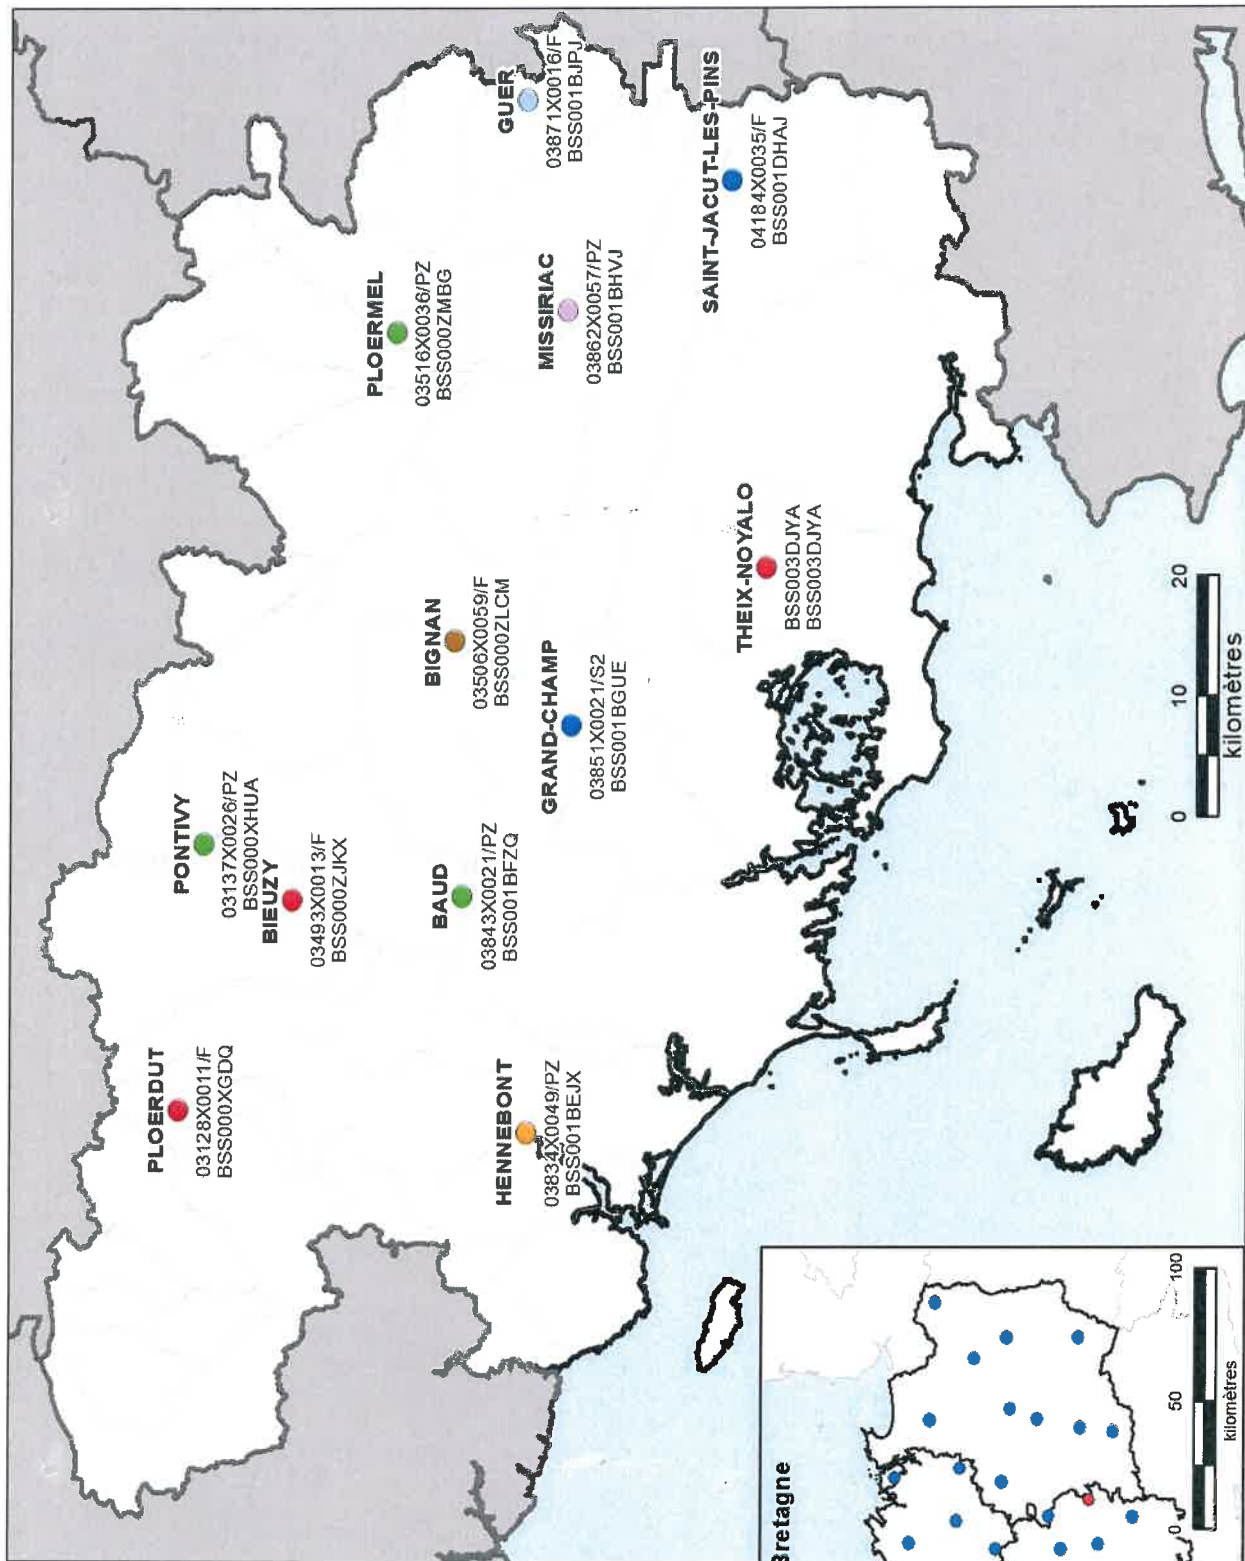 PLOERDUT
03128X0011/F
BSS000XGDQ
PONTIVY
03137X0026/PZ
BSS000XHUA
BIEUZY
03493X0013/F
BSS000ZJKX
PLOERMEL
03516X0036/PZ
BSS000ZMBG
GUER
03871X0016/F
BSS001BJPJ
BIGNAN
03506X0059/F
BSS000ZLCM
BAUD
03843X0021/PZ
BSS001BFZQ
HENNEBONT
03834X0049/PZ
BSS001BEJX
GRAND-CHAMP
03851X0021/S2
BSS001BGUE
MISSIRIAC
03862X0057/PZ
BSS001BHVJ
SAINT-JACUT-LES-PINS
04184X0035/F
BSS001DHAJ
THEIX-NOYALO
BSS003DJYA
BSS003DJYA
0 10 20
kilomètres
Bretagne
0 50 100
kilomètres